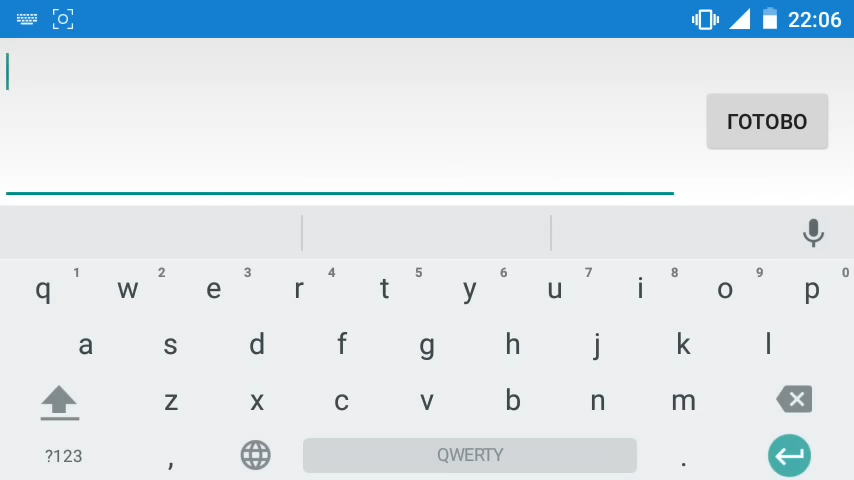 22:06
ГОТОВО
q 1 w 2 e 3 r 4 t 5 y 6 u 7 i 8 o 9 p 0
a s d f g h j k l
z x c v b n m
?123 , QWERTY .